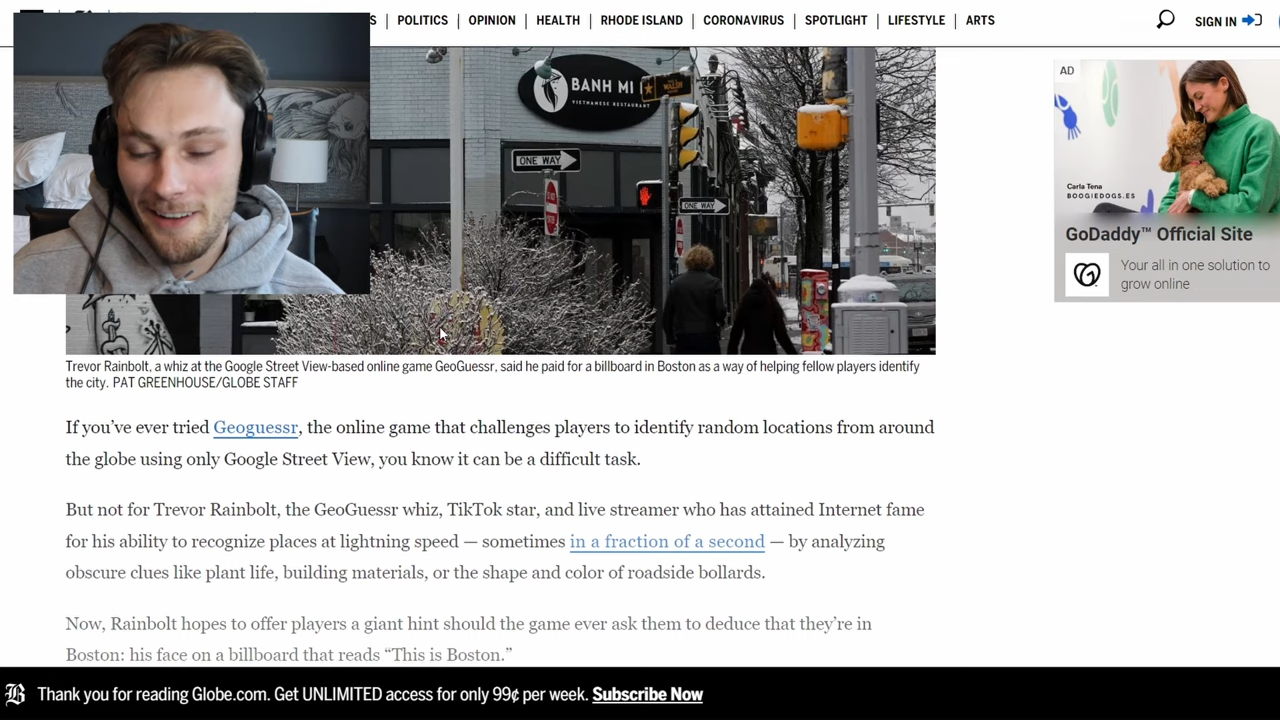 POLITICS | OPINION | HEALTH | RHODE ISLAND | CORONAVIRUS | SPOTLIGHT | LIFESTYLE | ARTS
SIGN IN
BANH MI
VIETNAMESE RESTAURANT
WALSH
ONE WAY
ONE WAY
AD
Carla Tena
BOOGIEDOGS.ES
GoDaddy™ Official Site
Your all in one solution to
grow online
Trevor Rainbolt, a whiz at the Google Street View-based online game GeoGuessr, said he paid for a billboard in Boston as a way of helping fellow players identify
the city. PAT GREENHOUSE/GLOBE STAFF
If you’ve ever tried Geoguessr, the online game that challenges players to identify random locations from around
the globe using only Google Street View, you know it can be a difficult task.
But not for Trevor Rainbolt, the GeoGuessr whiz, TikTok star, and live streamer who has attained Internet fame
for his ability to recognize places at lightning speed — sometimes in a fraction of a second — by analyzing
obscure clues like plant life, building materials, or the shape and color of roadside bollards.
Now, Rainbolt hopes to offer players a giant hint should the game ever ask them to deduce that they’re in
Boston: his face on a billboard that reads “This is Boston.”
B Thank you for reading Globe.com. Get UNLIMITED access for only 99¢ per week. Subscribe Now